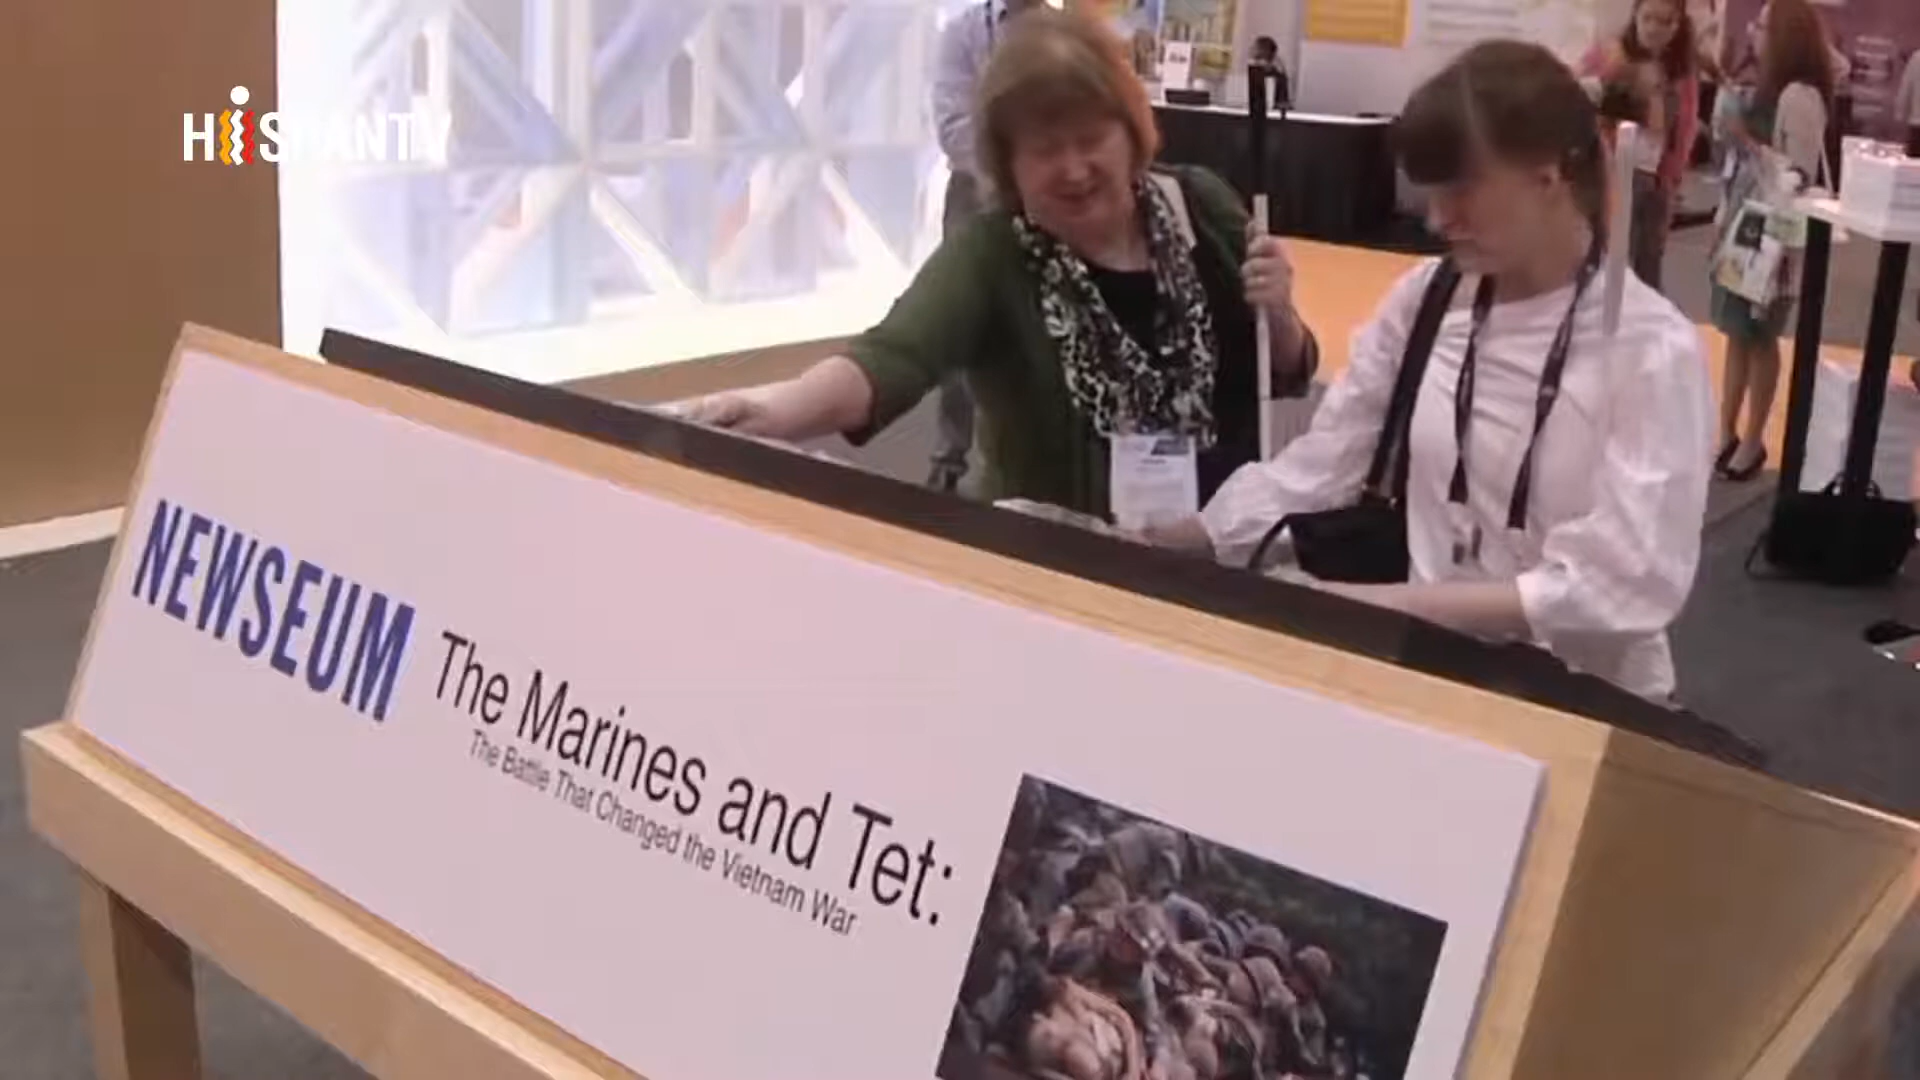 HISPANTV
NEWSEUM
The Marines and Tet:
The Battle That Changed the Vietnam War